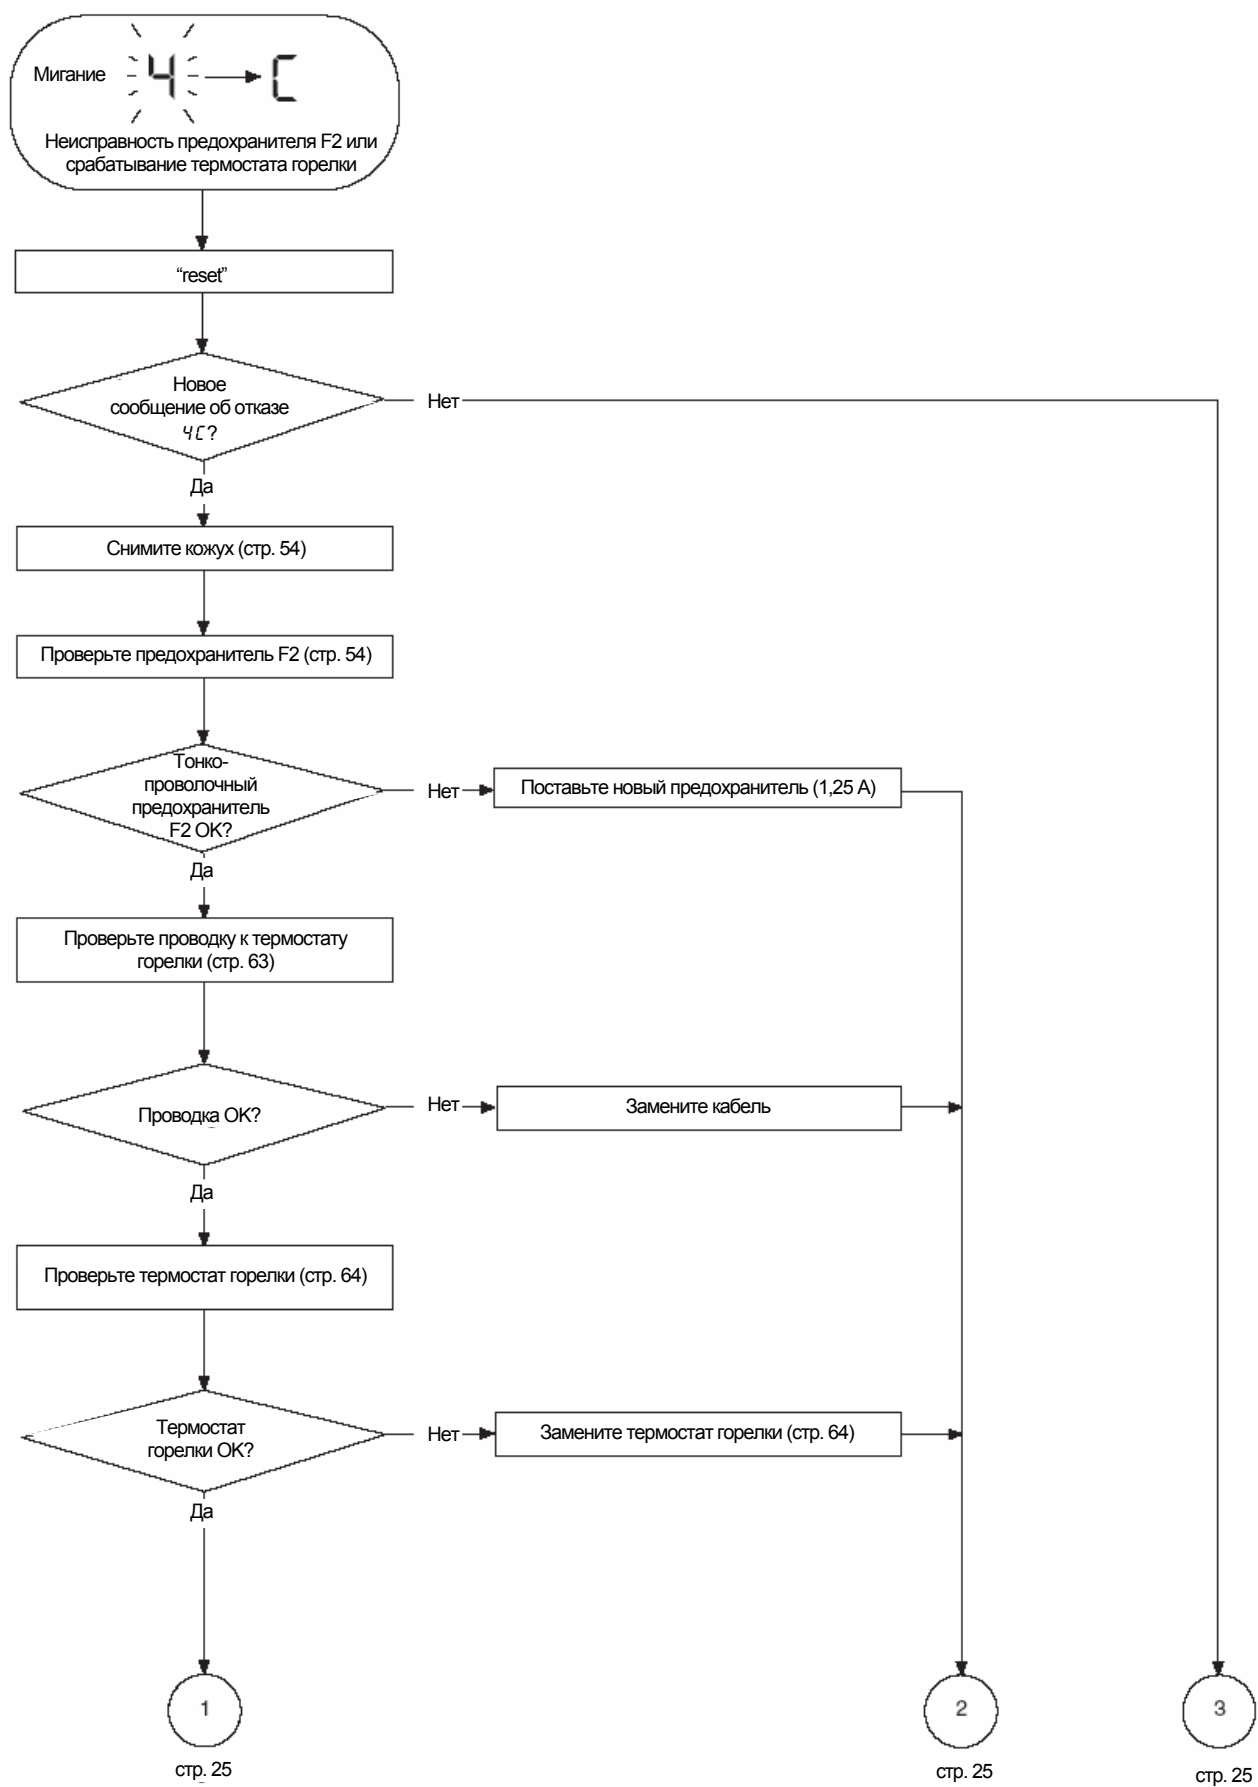 Мигание
4 C
Неисправность предохранителя F2 или
срабатывание термостата горелки
“reset”
Новое
сообщение об отказе
4C?
Нет
Да
Снимите кожух (стр. 54)
Проверьте предохранитель F2 (стр. 54)
Тонко-
проволочный
предохранитель
F2 OK?
Нет
Поставьте новый предохранитель (1,25 А)
Да
Проверьте проводку к термостату
горелки (стр. 63)
Проводка OK?
Нет
Замените кабель
Да
Проверьте термостат горелки (стр. 64)
Термостат
горелки OK?
Нет
Замените термостат горелки (стр. 64)
Да
1
2
3
стр. 25
стр. 25
стр. 25